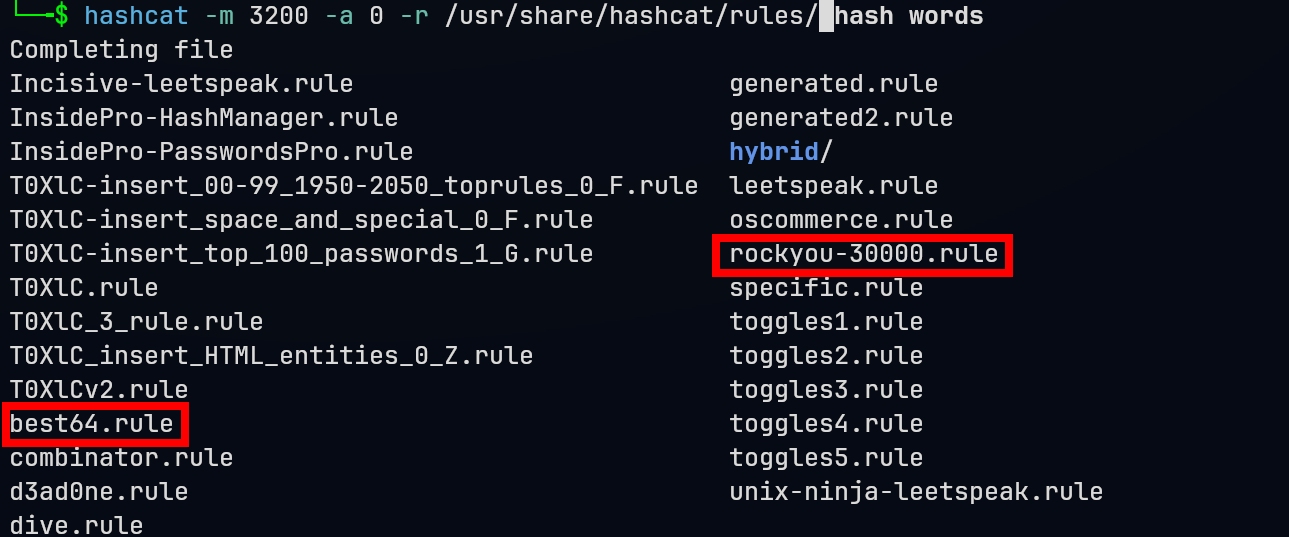 └─$ hashcat -m 3200 -a 0 -r /usr/share/hashcat/rules/hash words
Completing file
Incisive-leetspeak.rule generated.rule
InsidePro-HashManager.rule generated2.rule
InsidePro-PasswordsPro.rule hybrid/
T0XlC-insert_00-99_1950-2050_toprules_0_F.rule leetspeak.rule
T0XlC-insert_space_and_special_0_F.rule oscommerce.rule
T0XlC-insert_top_100_passwords_1_G.rule rockyou-30000.rule
T0XlC.rule specific.rule
T0XlC_3_rule.rule toggles1.rule
T0XlC_insert_HTML_entities_0_Z.rule toggles2.rule
T0XlCv2.rule toggles3.rule
best64.rule toggles4.rule
combinator.rule toggles5.rule
d3ad0ne.rule unix-ninja-leetspeak.rule
dive.rule